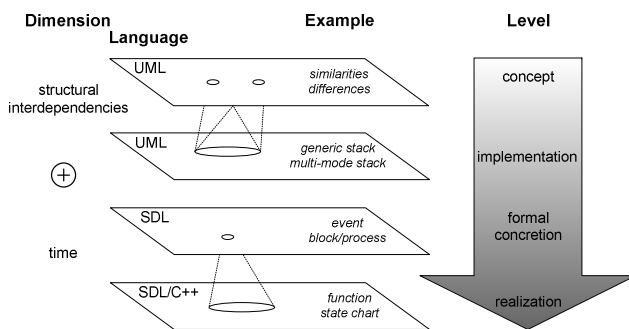 Dimension
Example
Level
Language
UML
similarities
differences
concept
structural
interdependencies
UML
generic stack
multi-mode stack
implementation
SDL
event
block/process
formal
concretion
time
SDL/C++
function
state chart
realization